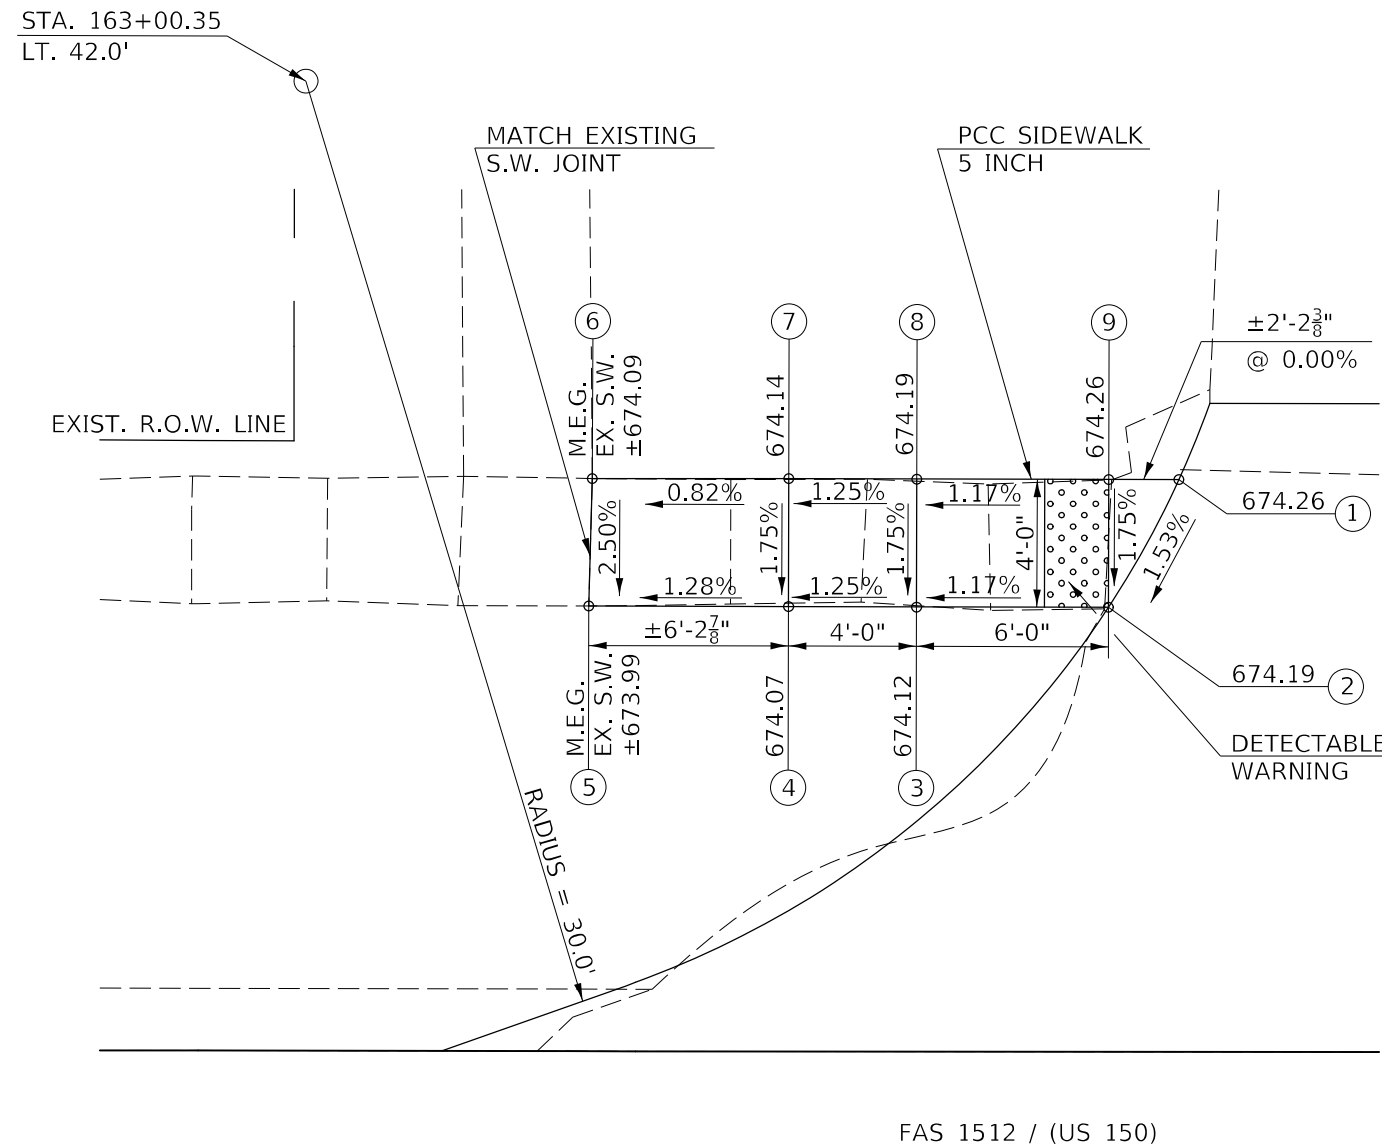 STA. 163+00.35
LT. 42.0'
MATCH EXISTING
S.W. JOINT
PCC SIDEWALK
5 INCH
6
7
8
9
±2'-2⅜"
@ 0.00%
M.E.G.
EX. S.W.
±674.09
674.14
674.19
674.26
EXIST. R.O.W. LINE
0.82%
1.25%
1.17%
674.26
1
2.50%
1.75%
1.75%
4'-0"
1.75%
1.53%
1.28%
1.25%
1.17%
±6'-2⅞"
4'-0"
6'-0"
M.E.G.
EX. S.W.
±673.99
674.07
674.12
674.19
2
DETECTABLE
WARNING
5
4
3
RADIUS = 30.0'
FAS 1512 / (US 150)